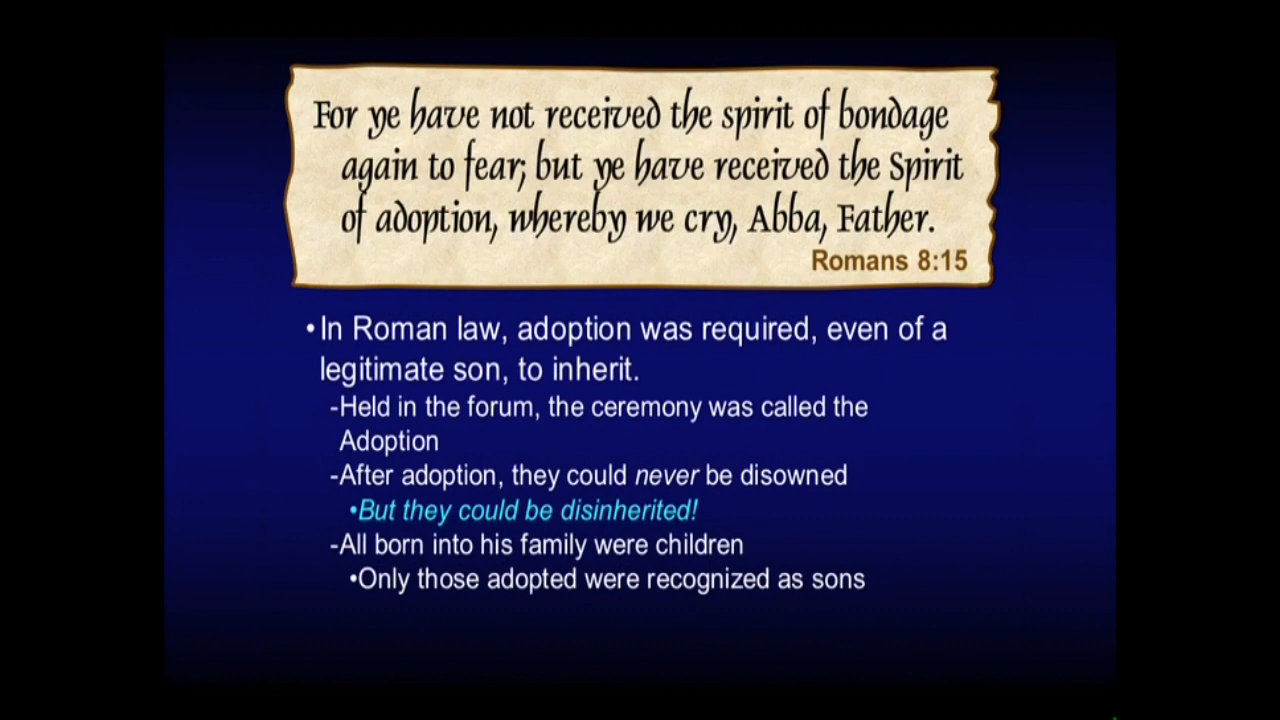 For ye have not received the spirit of bondage
again to fear; but ye have received the Spirit
of adoption, whereby we cry, Abba, Father.
Romans 8:15
•In Roman law, adoption was required, even of a
legitimate son, to inherit.
-Held in the forum, the ceremony was called the
Adoption
-After adoption, they could never be disowned
•But they could be disinherited!
-All born into his family were children
•Only those adopted were recognized as sons